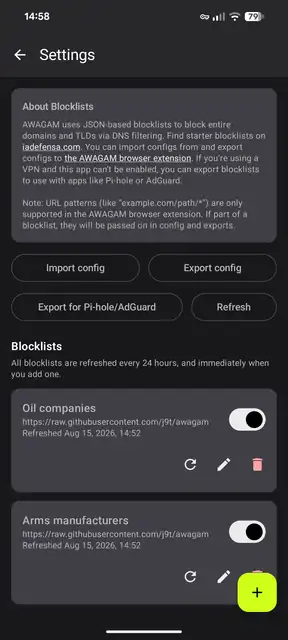 14:58
79
Settings
About Blocklists
AWAGAM uses JSON-based blocklists to block entire
domains and TLDs via DNS filtering. Find starter blocklists on
iadefensa.com. You can import configs from and export
configs to the AWAGAM browser extension. If you're using a
VPN and this app can't be enabled, you can export blocklists
to use with apps like Pi-hole or AdGuard.
Note: URL patterns (like "example.com/path/*") are only
supported in the AWAGAM browser extension. If part of a
blocklist, they will be passed on in config and exports.
Import config
Export config
Export for Pi-hole/AdGuard
Refresh
Blocklists
All blocklists are refreshed every 24 hours, and immediately when
you add one.
Oil companies
https://raw.githubusercontent.com/j9t/awagam
Refreshed Aug 15, 2026, 14:52
Arms manufacturers
https://raw.githubusercontent.com/j9t/awagam
Refreshed Aug 15, 2026, 14:52